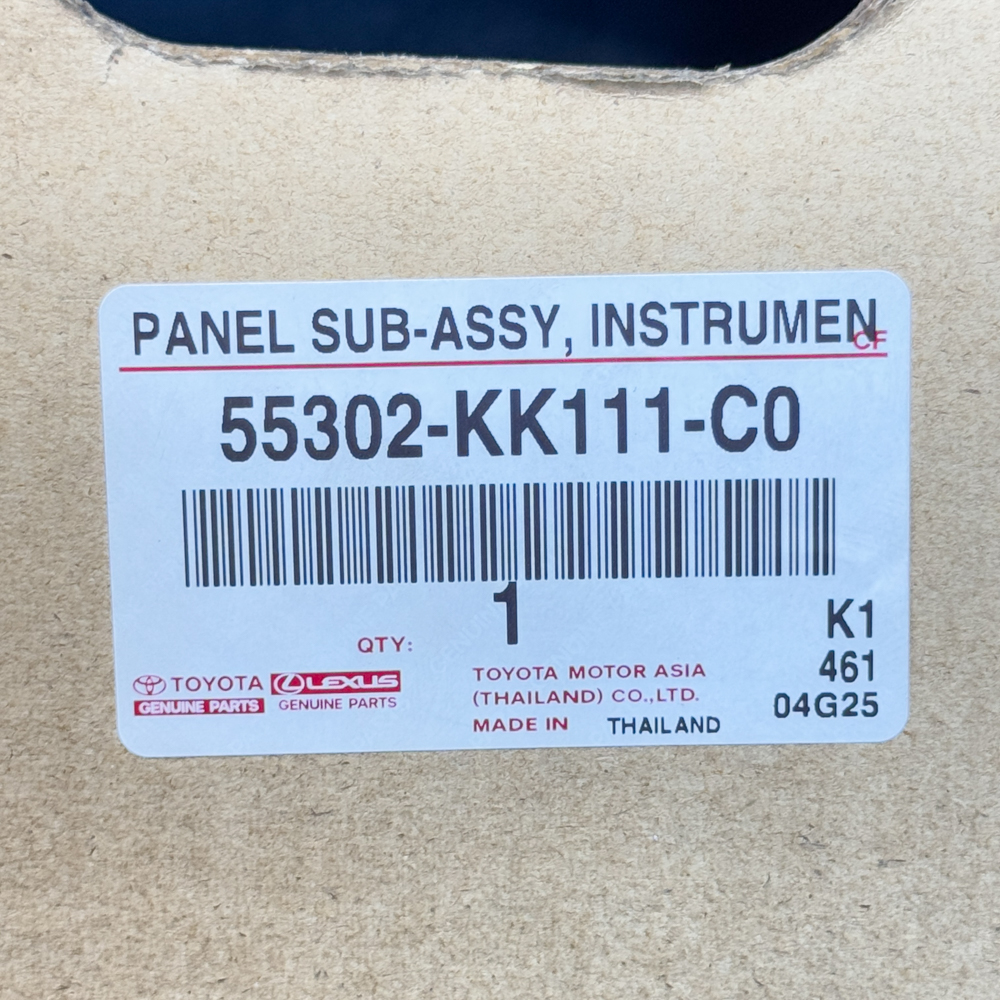 PANEL SUB-ASSY, INSTRUMEN
CF
55302-KK111-C0
1
QTY:
K1
461
04G25
TOYOTA
GENUINE PARTS
LEXUS
GENUINE PARTS
TOYOTA MOTOR ASIA
(THAILAND) CO.,LTD.
MADE IN THAILAND